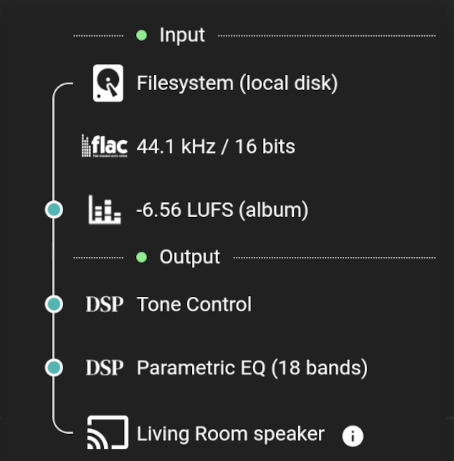 Input
Filesystem (local disk)
flac 44.1 kHz / 16 bits
-6.56 LUFS (album)
Output
DSP Tone Control
DSP Parametric EQ (18 bands)
Living Room speaker